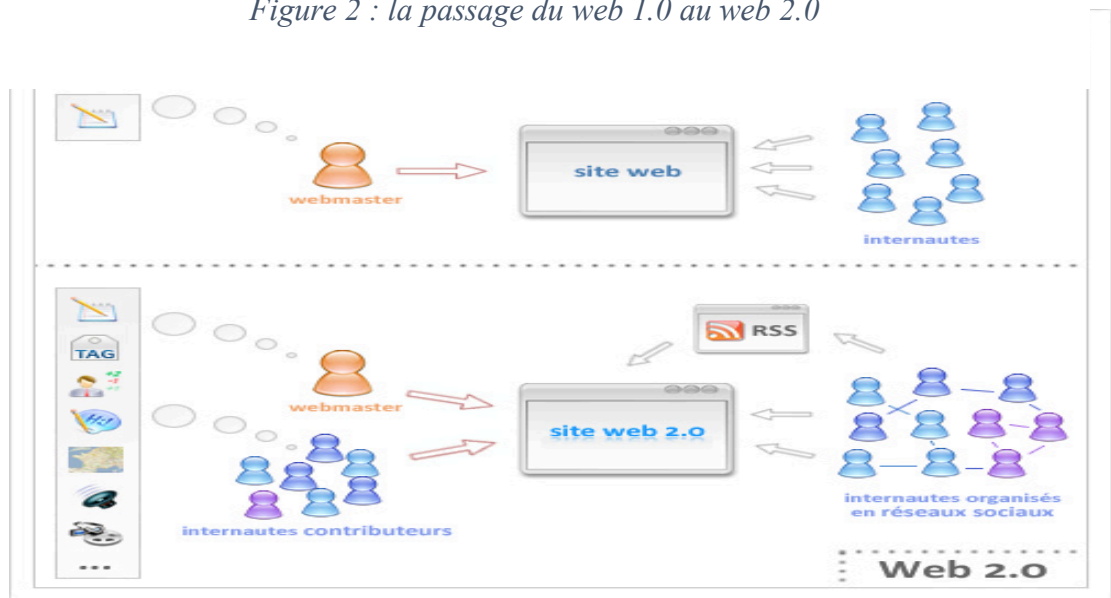 Figure 2 : la passage du web 1.0 au web 2.0
site web
webmaster
internautes
RSS
TAG
webmaster
site web 2.0
internautes contributeurs
internautes organisés
en réseaux sociaux
Web 2.0